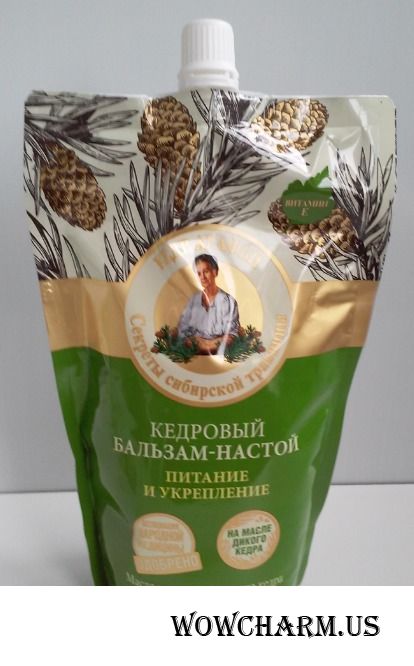 ВИТАМИН
Е
Секреты сибирской травницы
КЕДРОВЫЙ
БАЛЬЗАМ-НАСТОЙ
ПИТАНИЕ
И УКРЕПЛЕНИЕ
НА МАСЛЕ
ДИКОГО
КЕДРА
ОДОБРЕНО
WOWCHARM.US